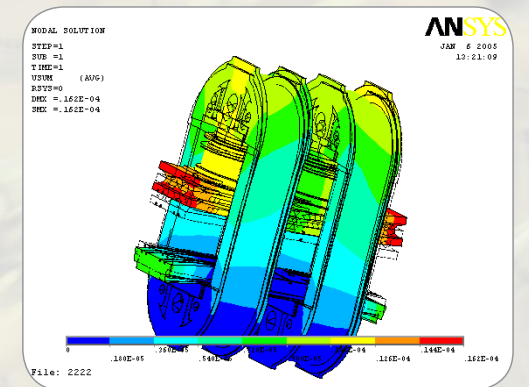 NODAL SOLUTION
ANSYS
STEP=1
SUB =1
TIME=1
USUM (AVG)
RSYS=0
DMX =.162E-04
SMX =.162E-04
JAN 6 2005
13:21:09
0 .360E-05 E-04 .144E-04
.180E-05 .540E-05 .126E-04 .162E-04
File: 2222